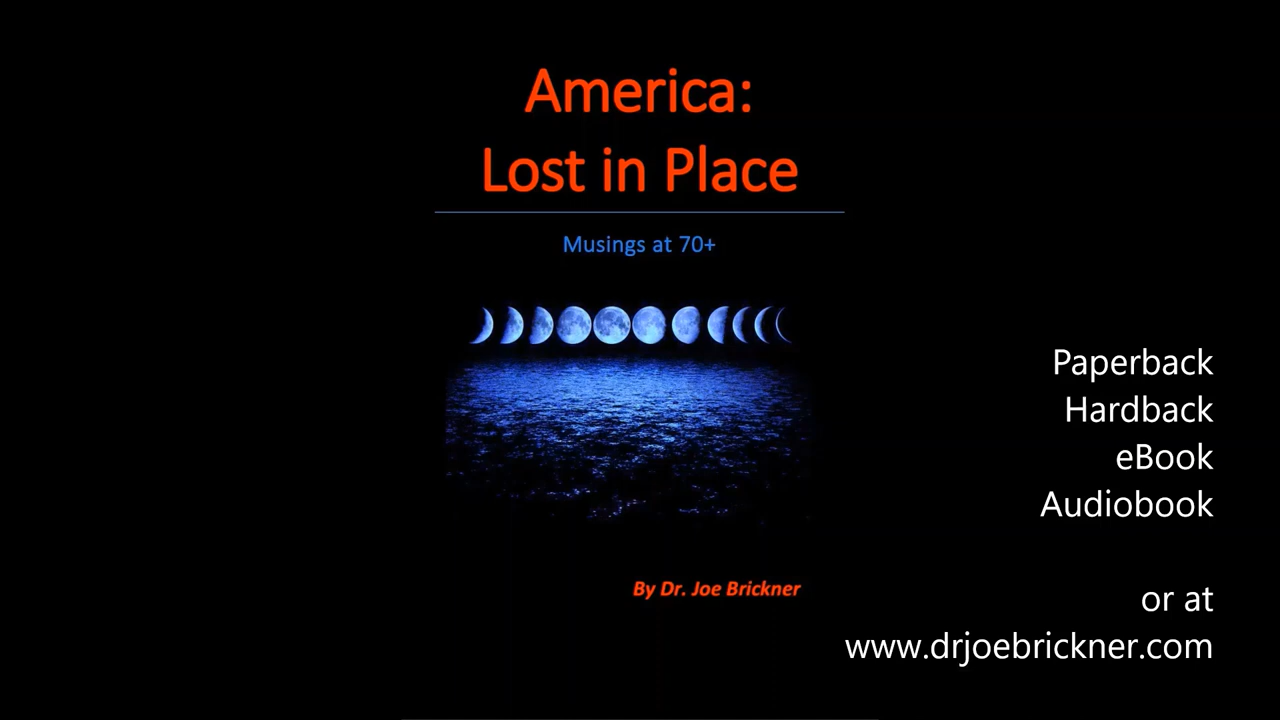 America:
Lost in Place
Musings at 70+
Paperback
Hardback
eBook
Audiobook
By Dr. Joe Brickner
or at
www.drjoebrickner.com